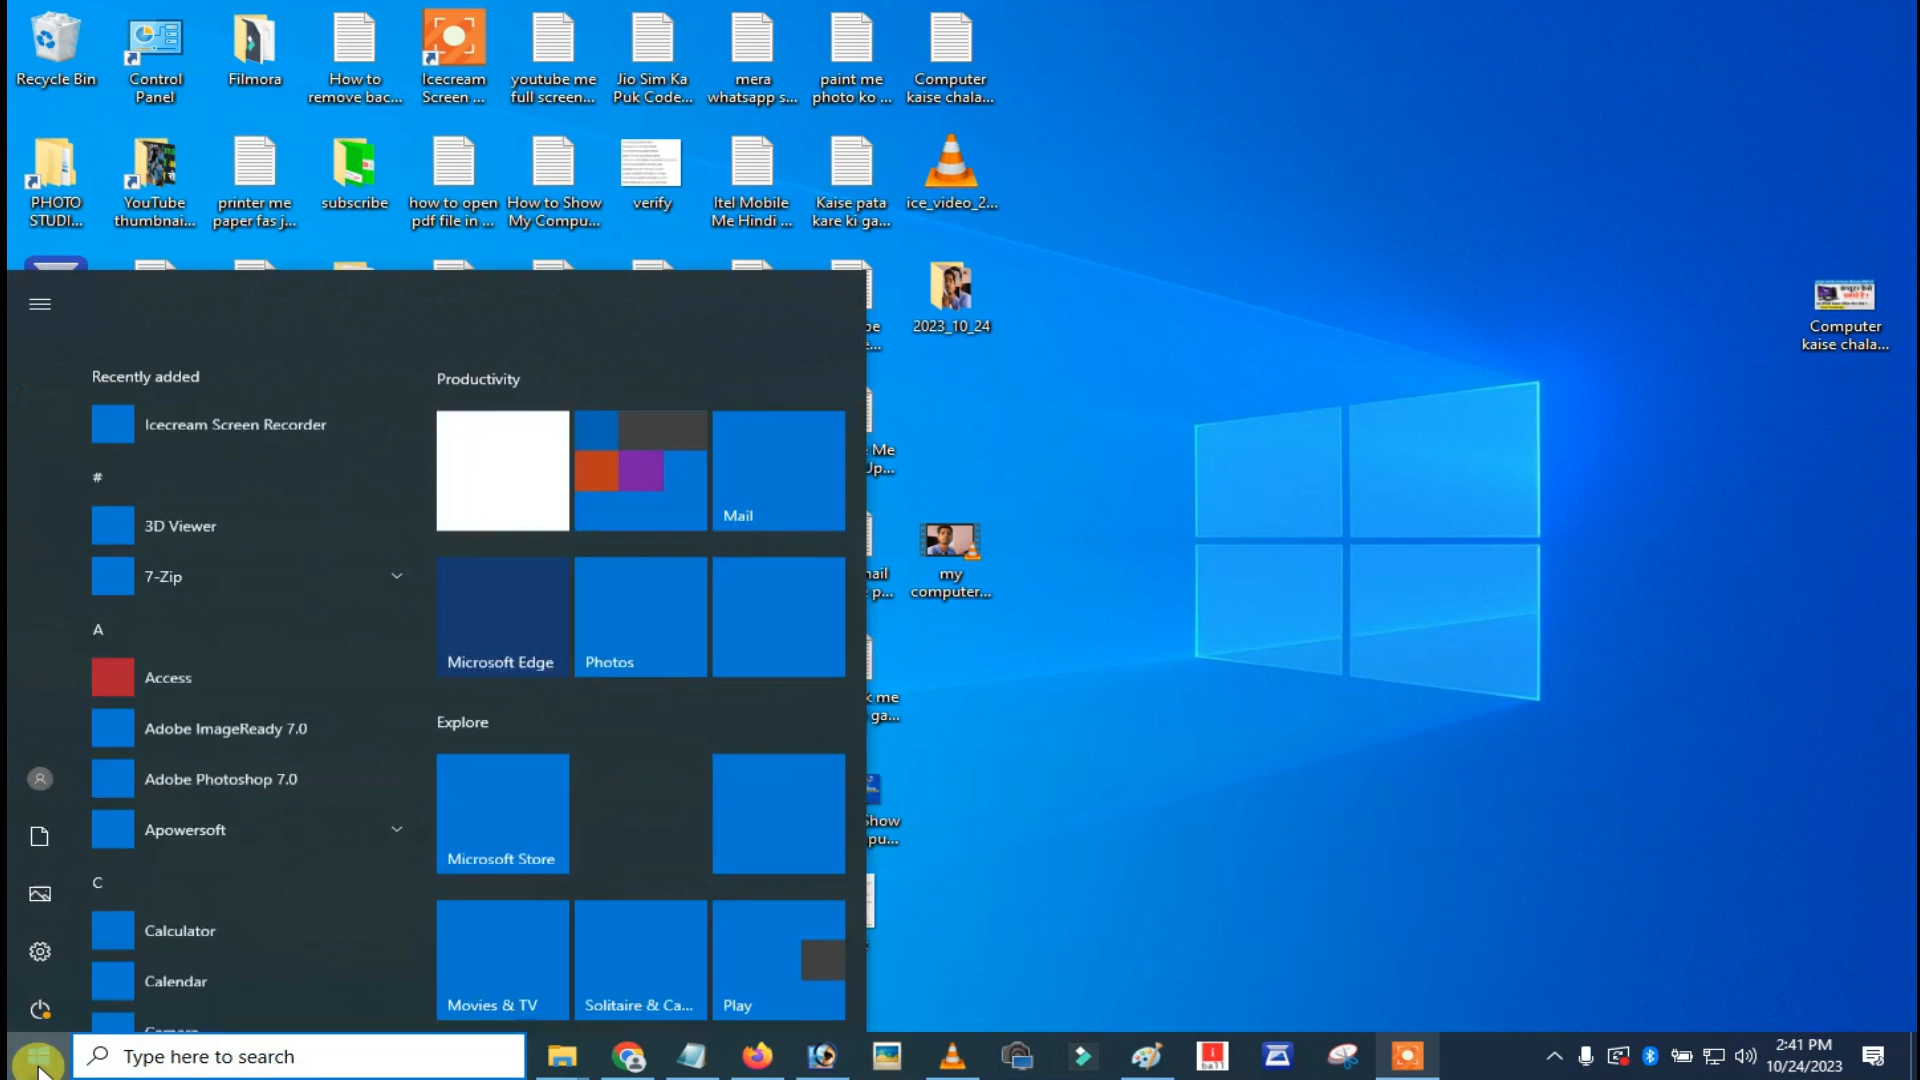 Recycle Bin
Control
Panel
Filmora
How to
remove bac...
Icecream
Screen ...
youtube me
full screen...
Jio Sim Ka
Puk Code...
mera
whatsapp s...
paint me
photo ko ...
Computer
kaise chala...
PHOTO
STUDI...
YouTube
thumbnai...
printer me
paper fas j...
subscribe
how to open
pdf file in ...
How to Show
My Compu...
verify
Itel Mobile
Me Hindi ...
Kaise pata
kare ki ga...
ice_video_2...
2023_10_24
my
computer...
Computer
kaise chala...
Recently added
Icecream Screen Recorder
#
3D Viewer
7-Zip
A
Access
Adobe ImageReady 7.0
Adobe Photoshop 7.0
Apowersoft
C
Calculator
Calendar
Productivity
Mail
Microsoft Edge
Photos
Explore
Microsoft Store
Movies & TV
Solitaire & Ca...
Play
Me
Up...
Type here to search
2:41 PM
10/24/2023